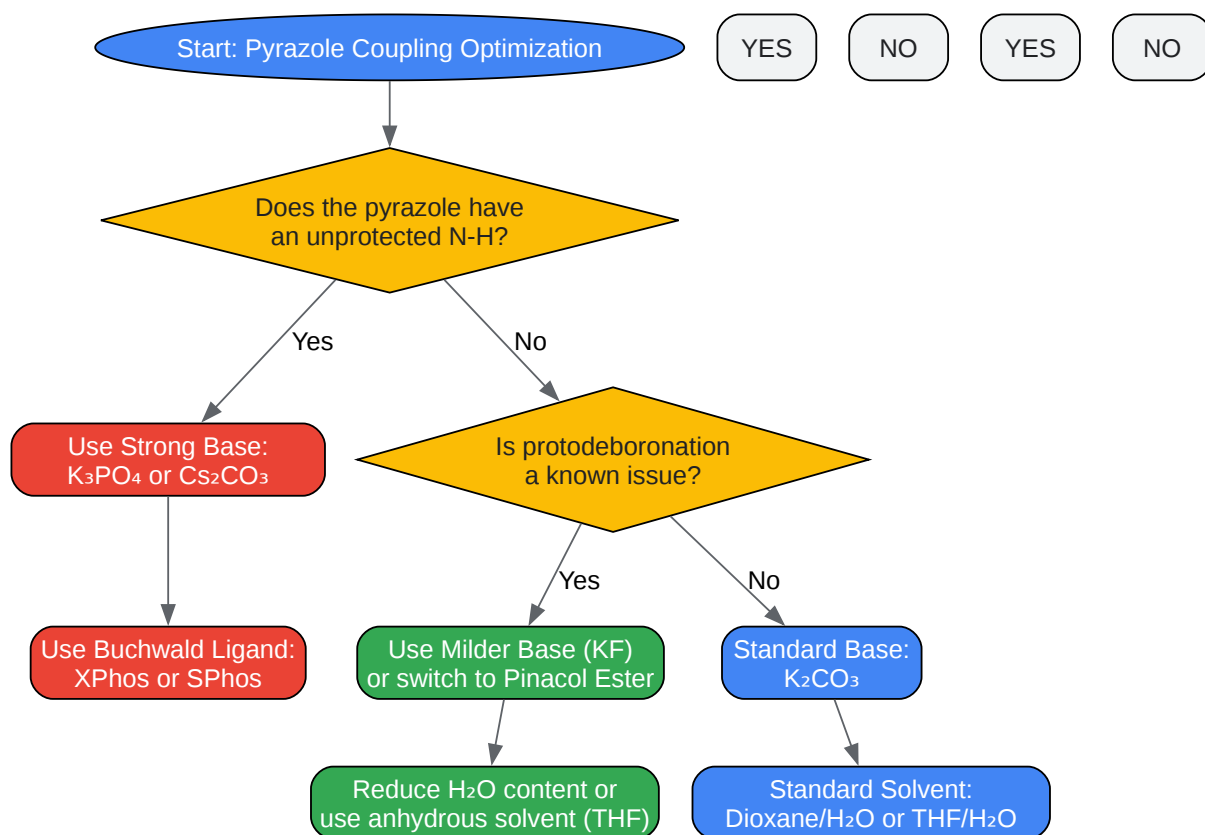 Start: Pyrazole Coupling Optimization
YES
NO
YES
NO
Does the pyrazole have
an unprotected N-H?
Yes
No
Use Strong Base:
K₃PO₄ or Cs₂CO₃
Is protodeboronation
a known issue?
Yes
No
Use Buchwald Ligand:
XPhos or SPhos
Use Milder Base (KF)
or switch to Pinacol Ester
Standard Base:
K₂CO₃
Reduce H₂O content or
use anhydrous solvent (THF)
Standard Solvent:
Dioxane/H₂O or THF/H₂O